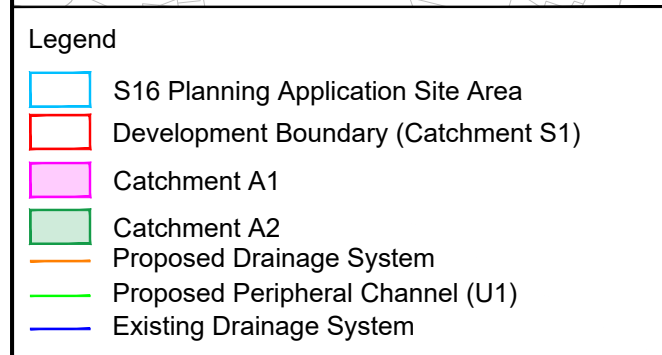 Legend
S16 Planning Application Site Area
Development Boundary (Catchment S1)
Catchment A1
Catchment A2
Proposed Drainage System
Proposed Peripheral Channel (U1)
Existing Drainage System